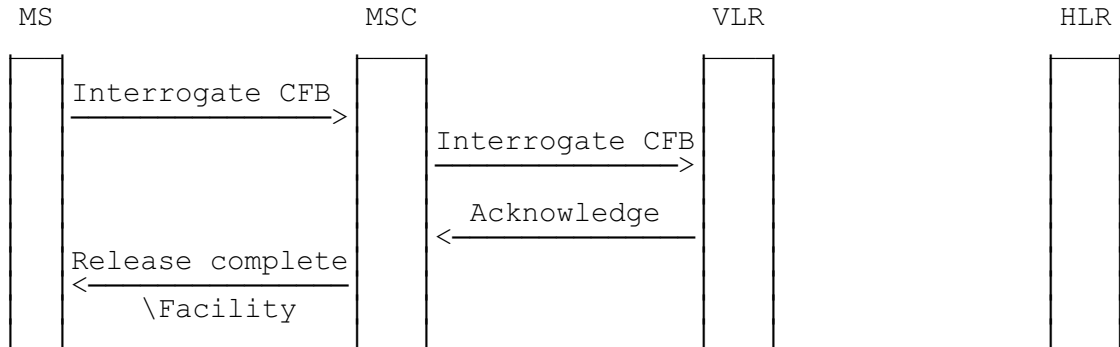 MS MSC VLR HLR
Interrogate CFB
Interrogate CFB
Acknowledge
Release complete
\Facility